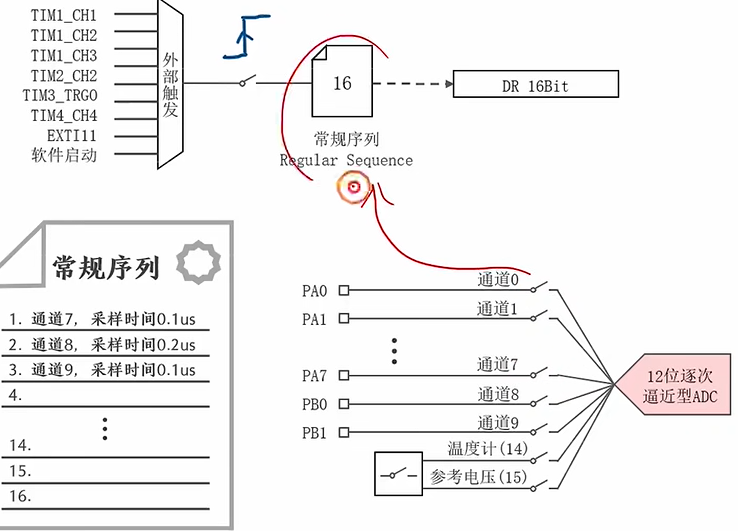 TIM1_CH1
TIM1_CH2
TIM1_CH3
TIM2_CH2
TIM3_TRGO
TIM4_CH4
EXTI11
软件启动
外部触发
16
DR 16Bit
常规序列
Regular Sequence
常规序列
1. 通道7，采样时间0.1us
2. 通道8，采样时间0.2us
3. 通道9，采样时间0.1us
4.
14.
15.
16.
PA0 通道0
PA1 通道1
PA7 通道7
PB0 通道8
PB1 通道9
温度计(14)
参考电压(15)
12位逐次
逼近型ADC